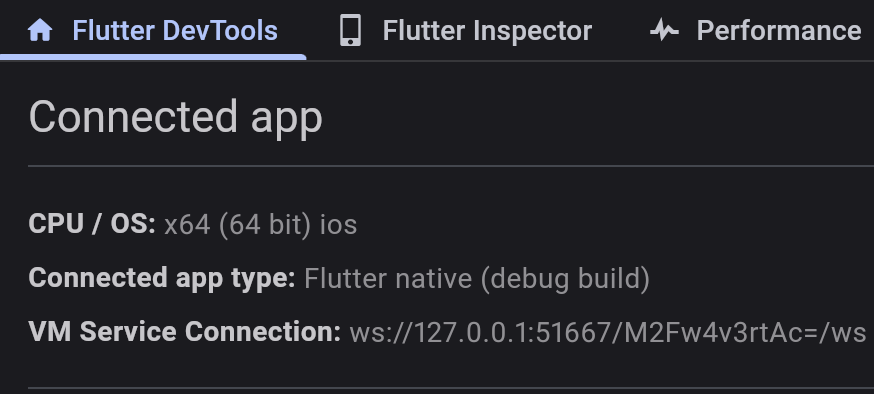 Flutter DevTools Flutter Inspector Performance
Connected app
CPU / OS: x64 (64 bit) ios
Connected app type: Flutter native (debug build)
VM Service Connection: ws://127.0.0.1:51667/M2Fw4v3rtAc=/ws